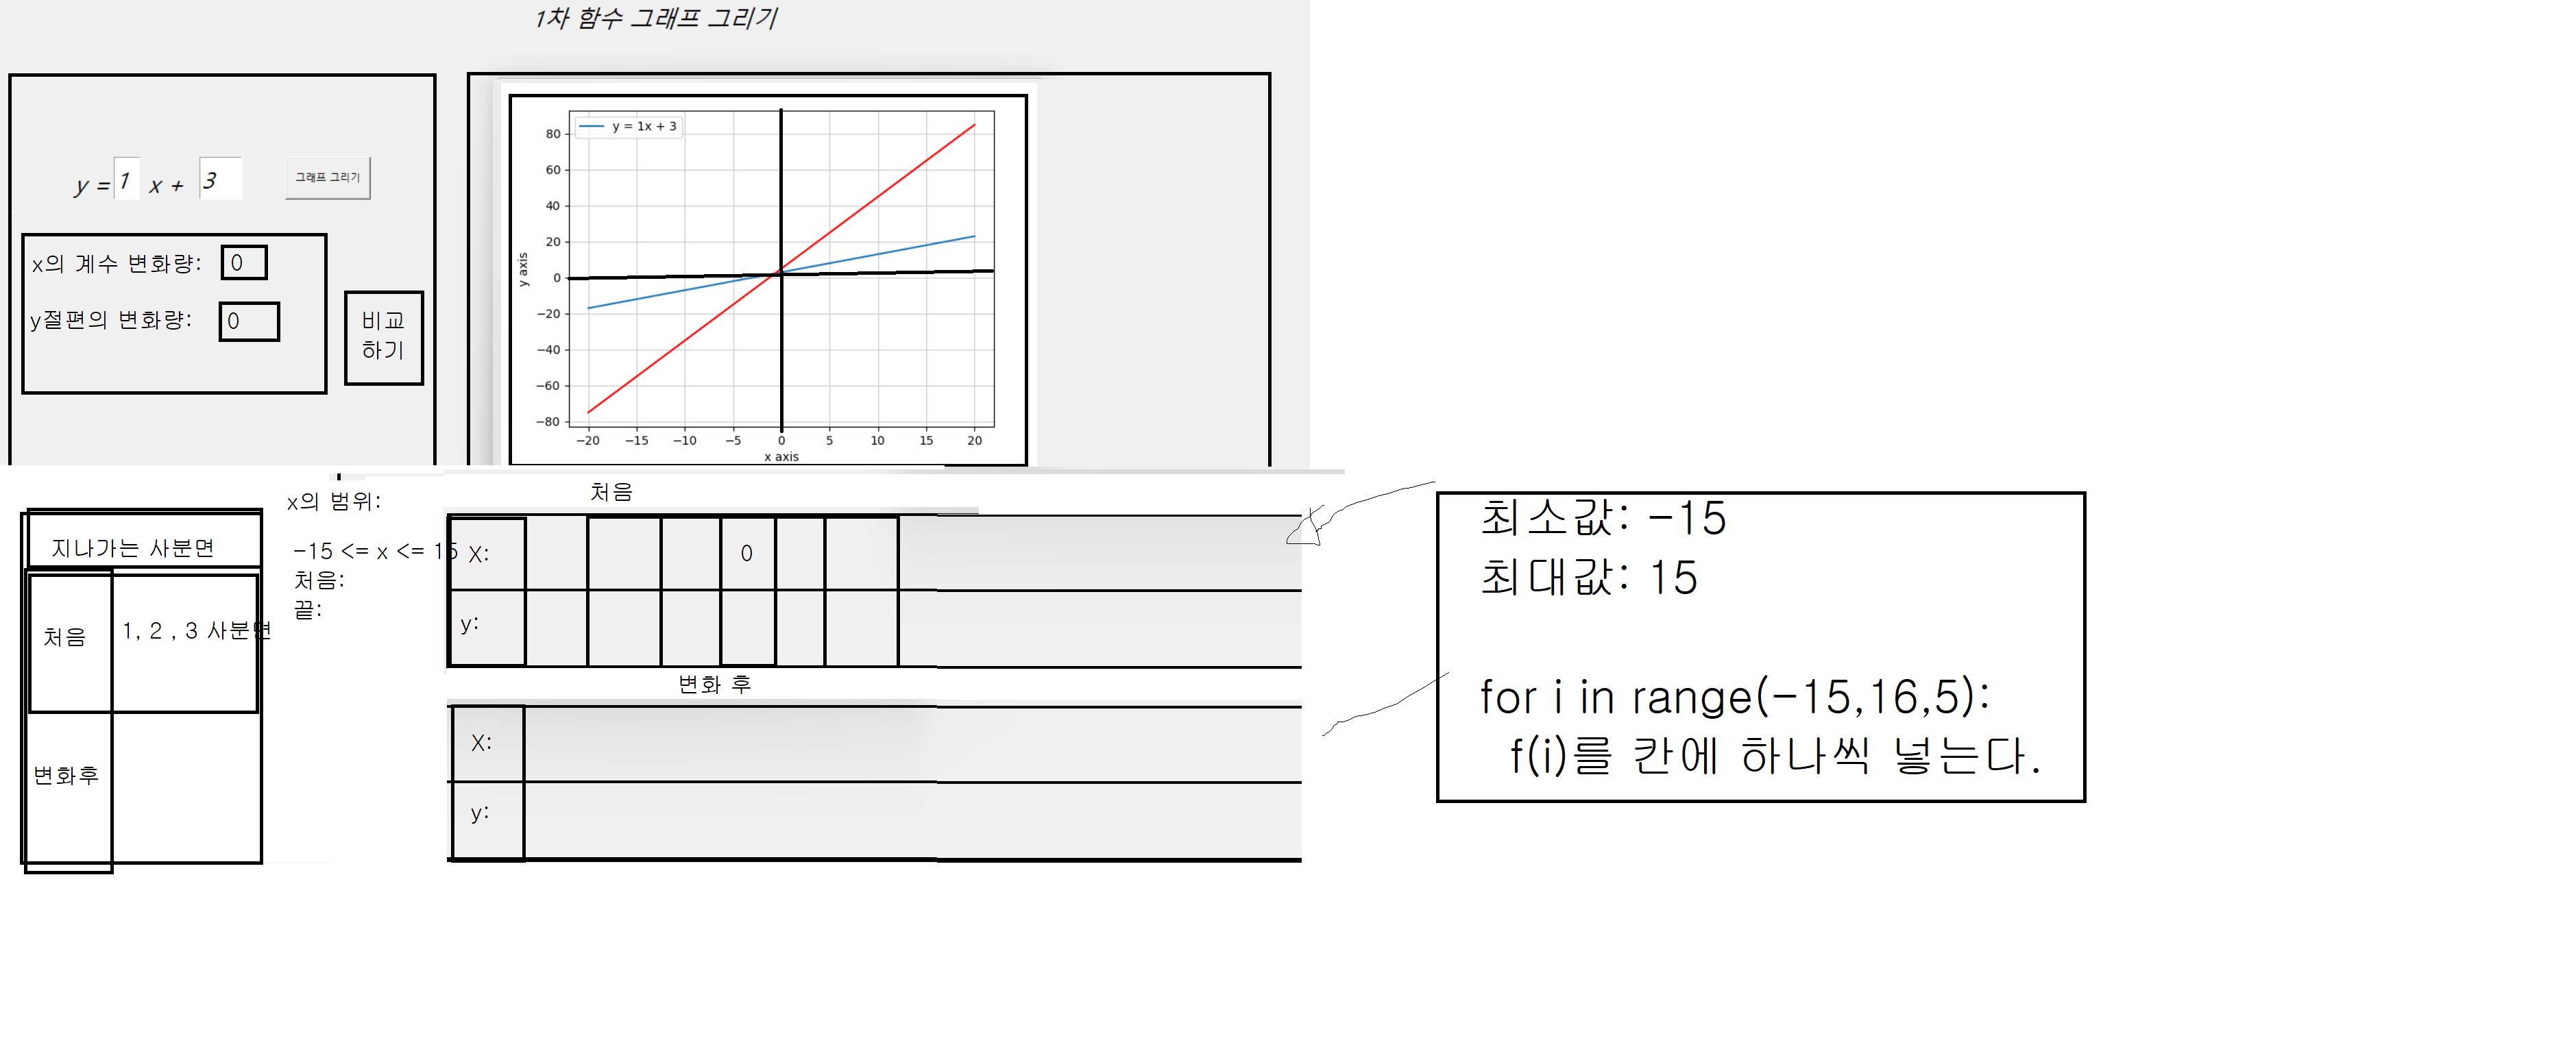 1차 함수 그래프 그리기
y = 1 x + 3
그래프 그리기
x의 계수 변화량: 0
y절편의 변화량: 0
비교
하기
y = 1x + 3
80
60
40
20
0
−20
−40
−60
−80
y axis
−20 −15 −10 −5 0 5 10 15 20
x axis
지나가는 사분면
처음
1, 2 , 3 사분면
변화후
x의 범위:
-15 <= x <= 15
처음:
끝:
처음
X: 0
y:
변화 후
X:
y:
최소값: -15
최대값: 15
for i in range(-15,16,5):
f(i)를 칸에 하나씩 넣는다.